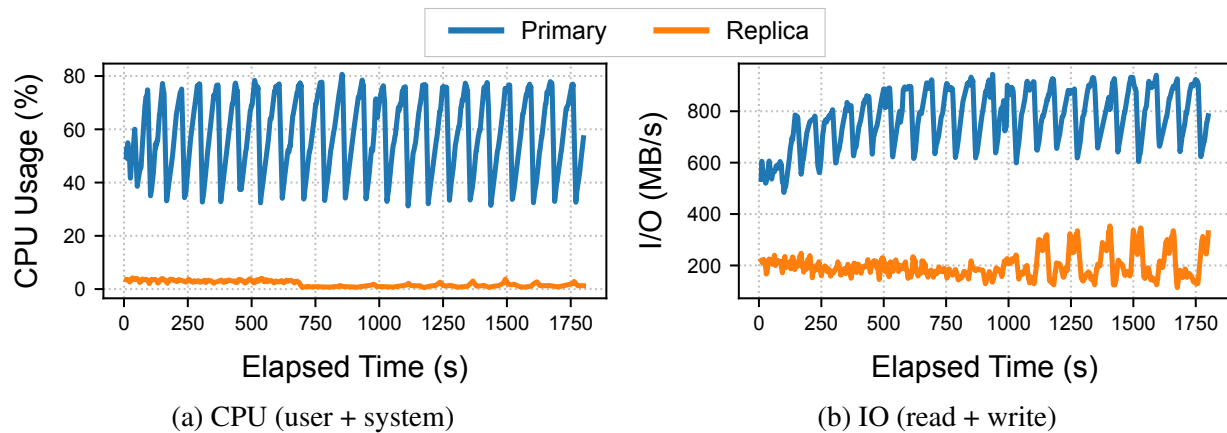 Primary Replica
CPU Usage (%)
80
60
40
20
0
0 250 500 750 1000 1250 1500 1750
Elapsed Time (s)
(a) CPU (user + system)
I/O (MB/s)
800
600
400
200
0 250 500 750 1000 1250 1500 1750
Elapsed Time (s)
(b) IO (read + write)